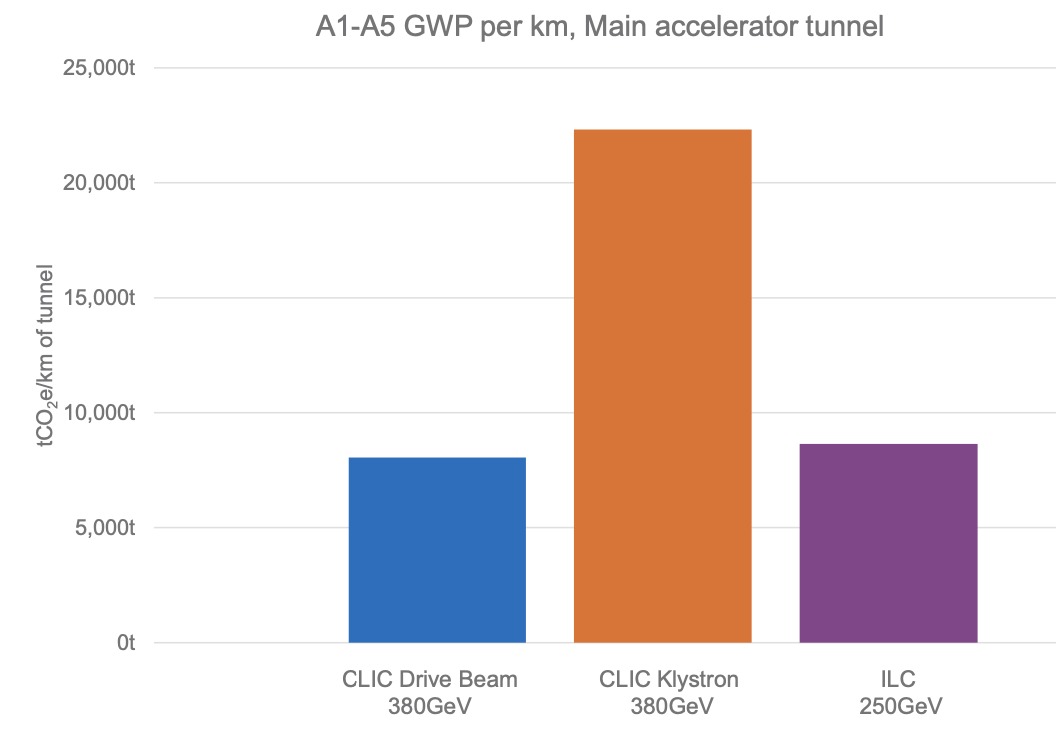 A1-A5 GWP per km, Main accelerator tunnel
25,000t
20,000t
15,000t
10,000t
5,000t
0t
tCO₂e/km of tunnel
CLIC Drive Beam
380GeV
CLIC Klystron
380GeV
ILC
250GeV